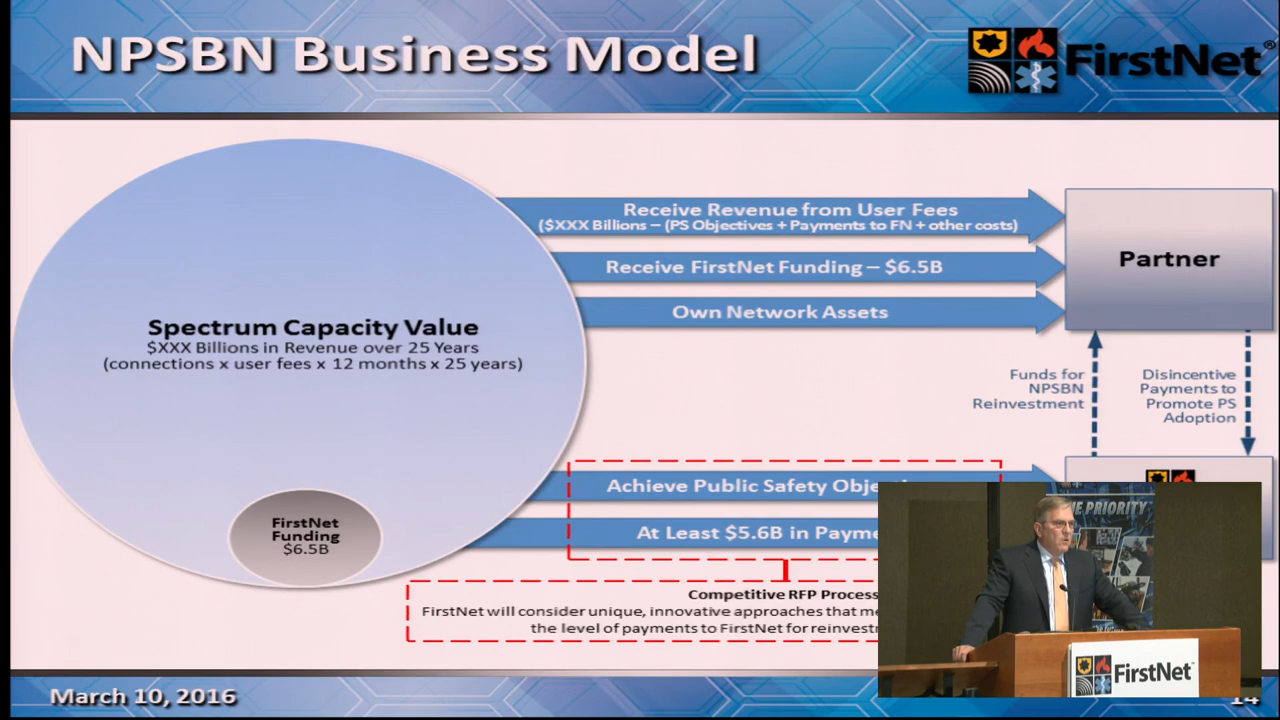 NPSBN Business Model
FirstNet®
Receive Revenue from User Fees
($XXX Billions – (PS Objectives + Payments to FN + other costs)
Receive FirstNet Funding – $6.5B
Own Network Assets
Partner
Spectrum Capacity Value
$XXX Billions in Revenue over 25 Years
(connections x user fees x 12 months x 25 years)
Funds for
NPSBN
Reinvestment
Disincentive
Payments to
Promote PS
Adoption
Achieve Public Safety
At Least $5.6B in
FirstNet
Funding
$6.5B
Competitive RFP Process
FirstNet will consider unique, innovative approaches that
the level of payments to FirstNet for
PRIORITY
FirstNet
March 10, 2016
14